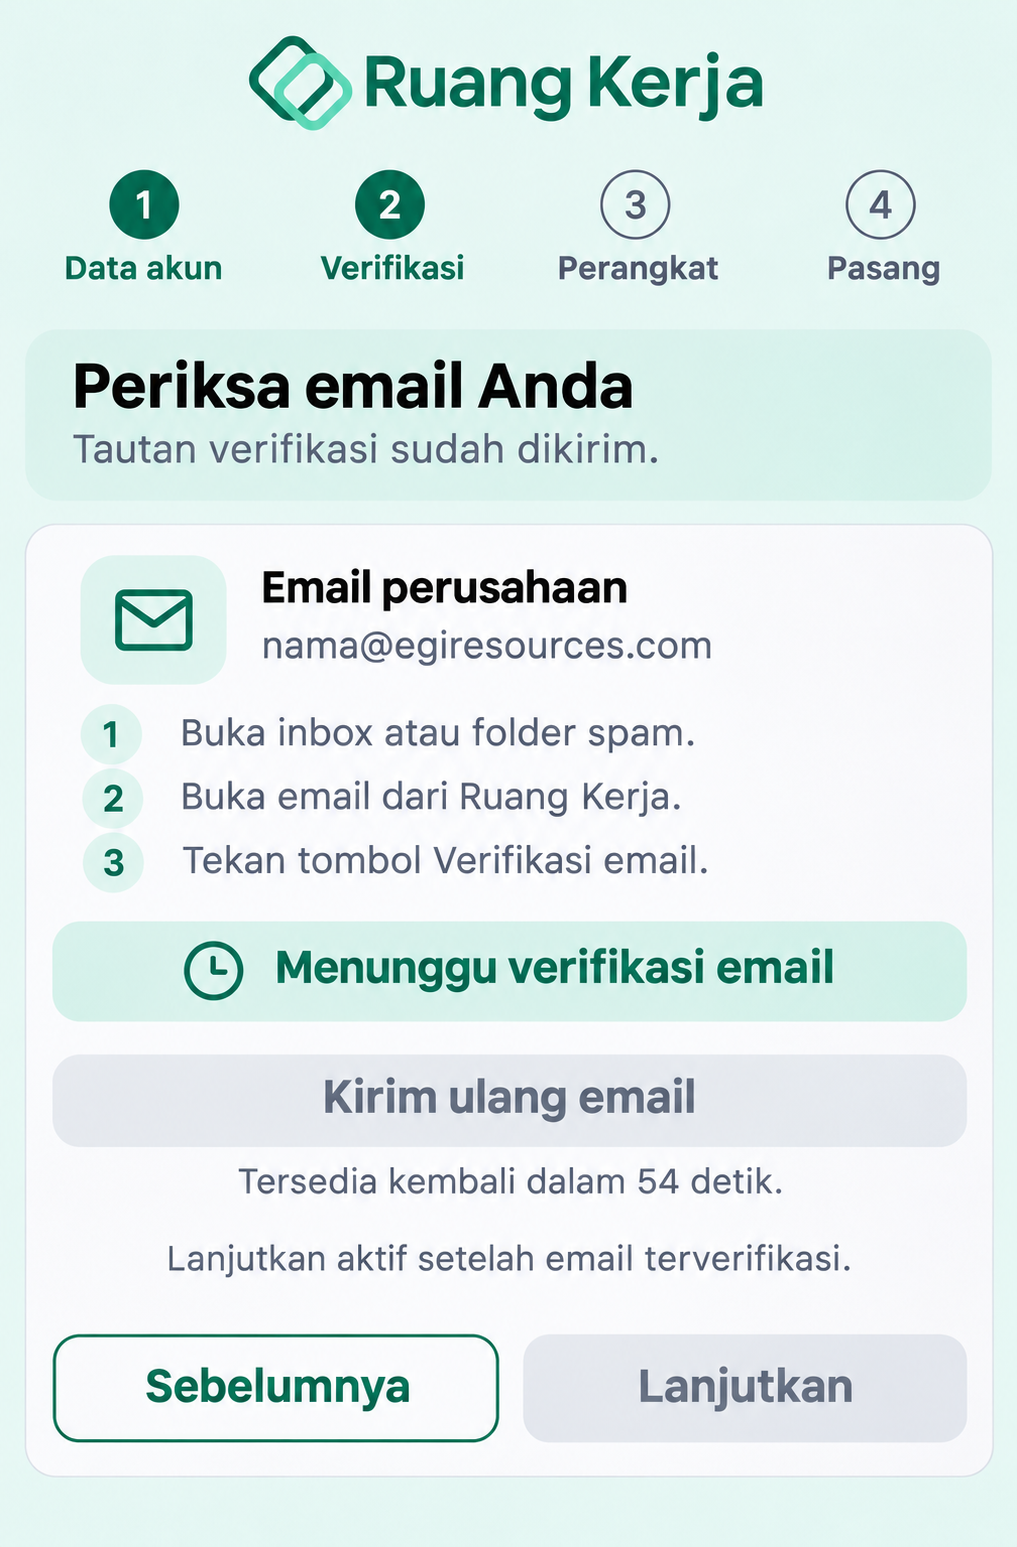 Ruang Kerja
1 2 3 4
Data akun Verifikasi Perangkat Pasang
Periksa email Anda
Tautan verifikasi sudah dikirim.
Email perusahaan
nama@egiresources.com
1 Buka inbox atau folder spam.
2 Buka email dari Ruang Kerja.
3 Tekan tombol Verifikasi email.
Menunggu verifikasi email
Kirim ulang email
Tersedia kembali dalam 54 detik.
Lanjutkan aktif setelah email terverifikasi.
Sebelumnya Lanjutkan